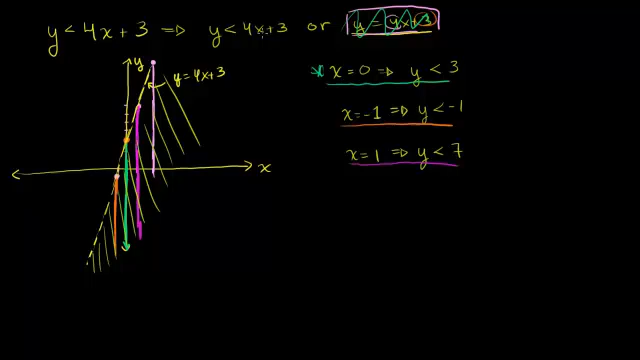 y < 4x + 3 ⇒ y < 4x+3 or y = 4x+3
y
y = 4x+3
x
* x = 0 ⇒ y < 3
x = -1 ⇒ y < -1
x = 1 ⇒ y < 7